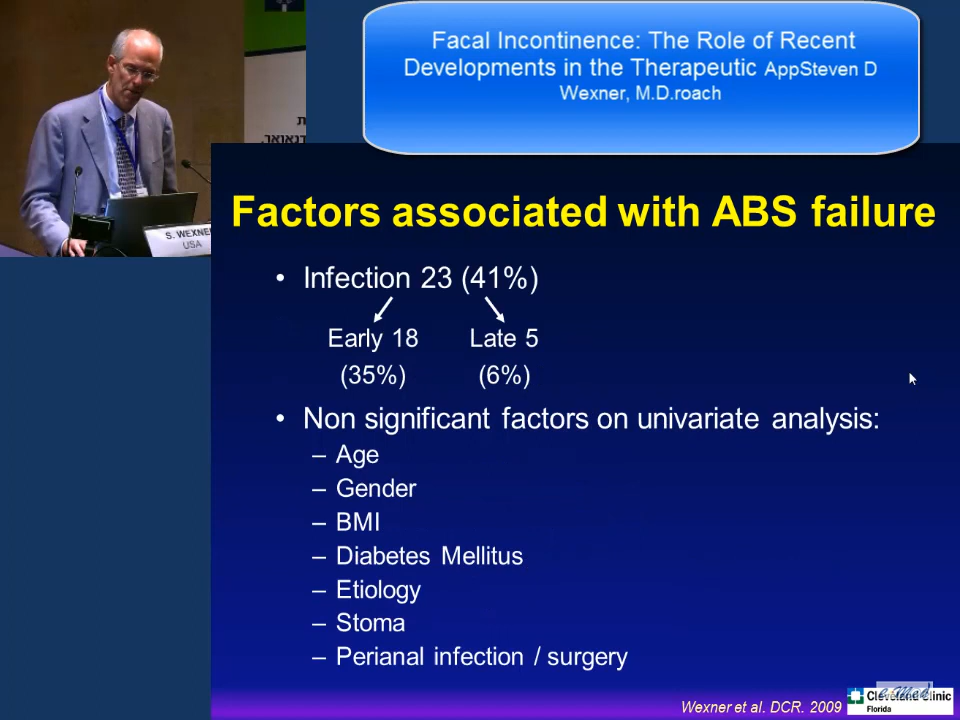 Facal Incontinence: The Role of Recent
Developments in the Therapeutic AppSteven D
Wexner, M.D.roach
ת
דנאואר.
S. WEXNER
USA
Factors associated with ABS failure
• Infection 23 (41%)
Early 18 Late 5
(35%) (6%)
• Non significant factors on univariate analysis:
– Age
– Gender
– BMI
– Diabetes Mellitus
– Etiology
– Stoma
– Perianal infection / surgery
Wexner et al. DCR. 2009
e-Med
Cleveland Clinic
Florida